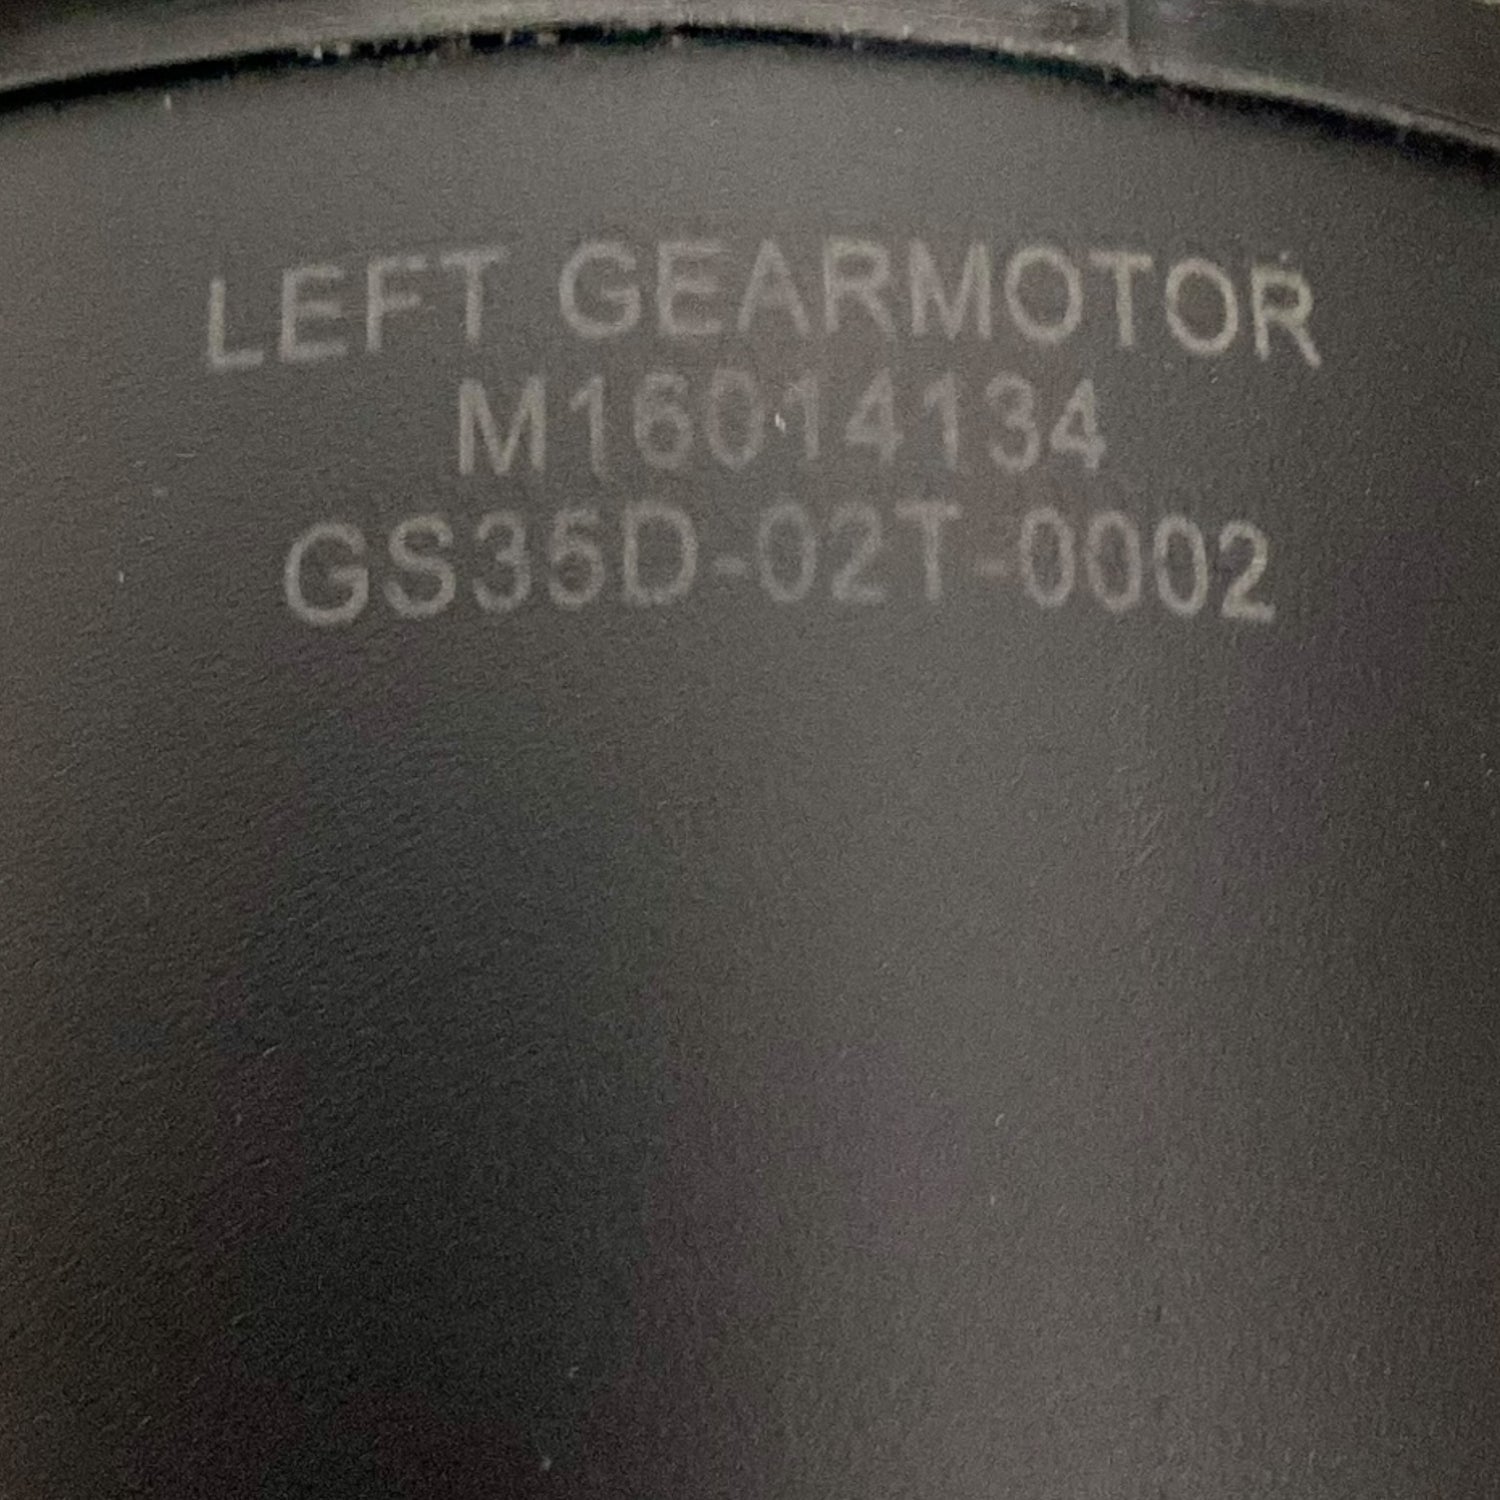 LEFT GEARMOTOR
M16014134
GS35D-02T-0002